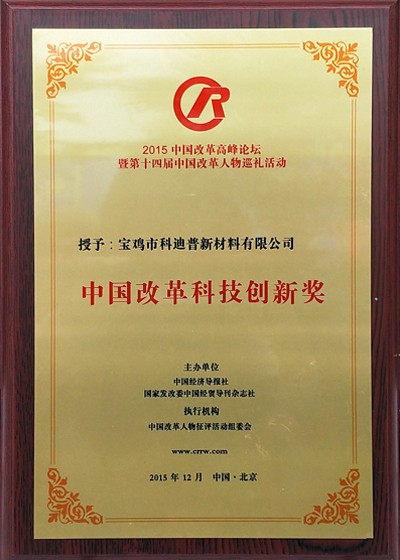 2015 中国改革高峰论坛
暨第十四届中国改革人物巡礼活动
授予：宝鸡市科迪普新材料有限公司
中国改革科技创新奖
主办单位
中国经济导报社
国家发改委中国经贸导刊杂志社
执行机构
中国改革人物征评活动组委会
www.crrw.com
2015 年 12 月 中国·北京